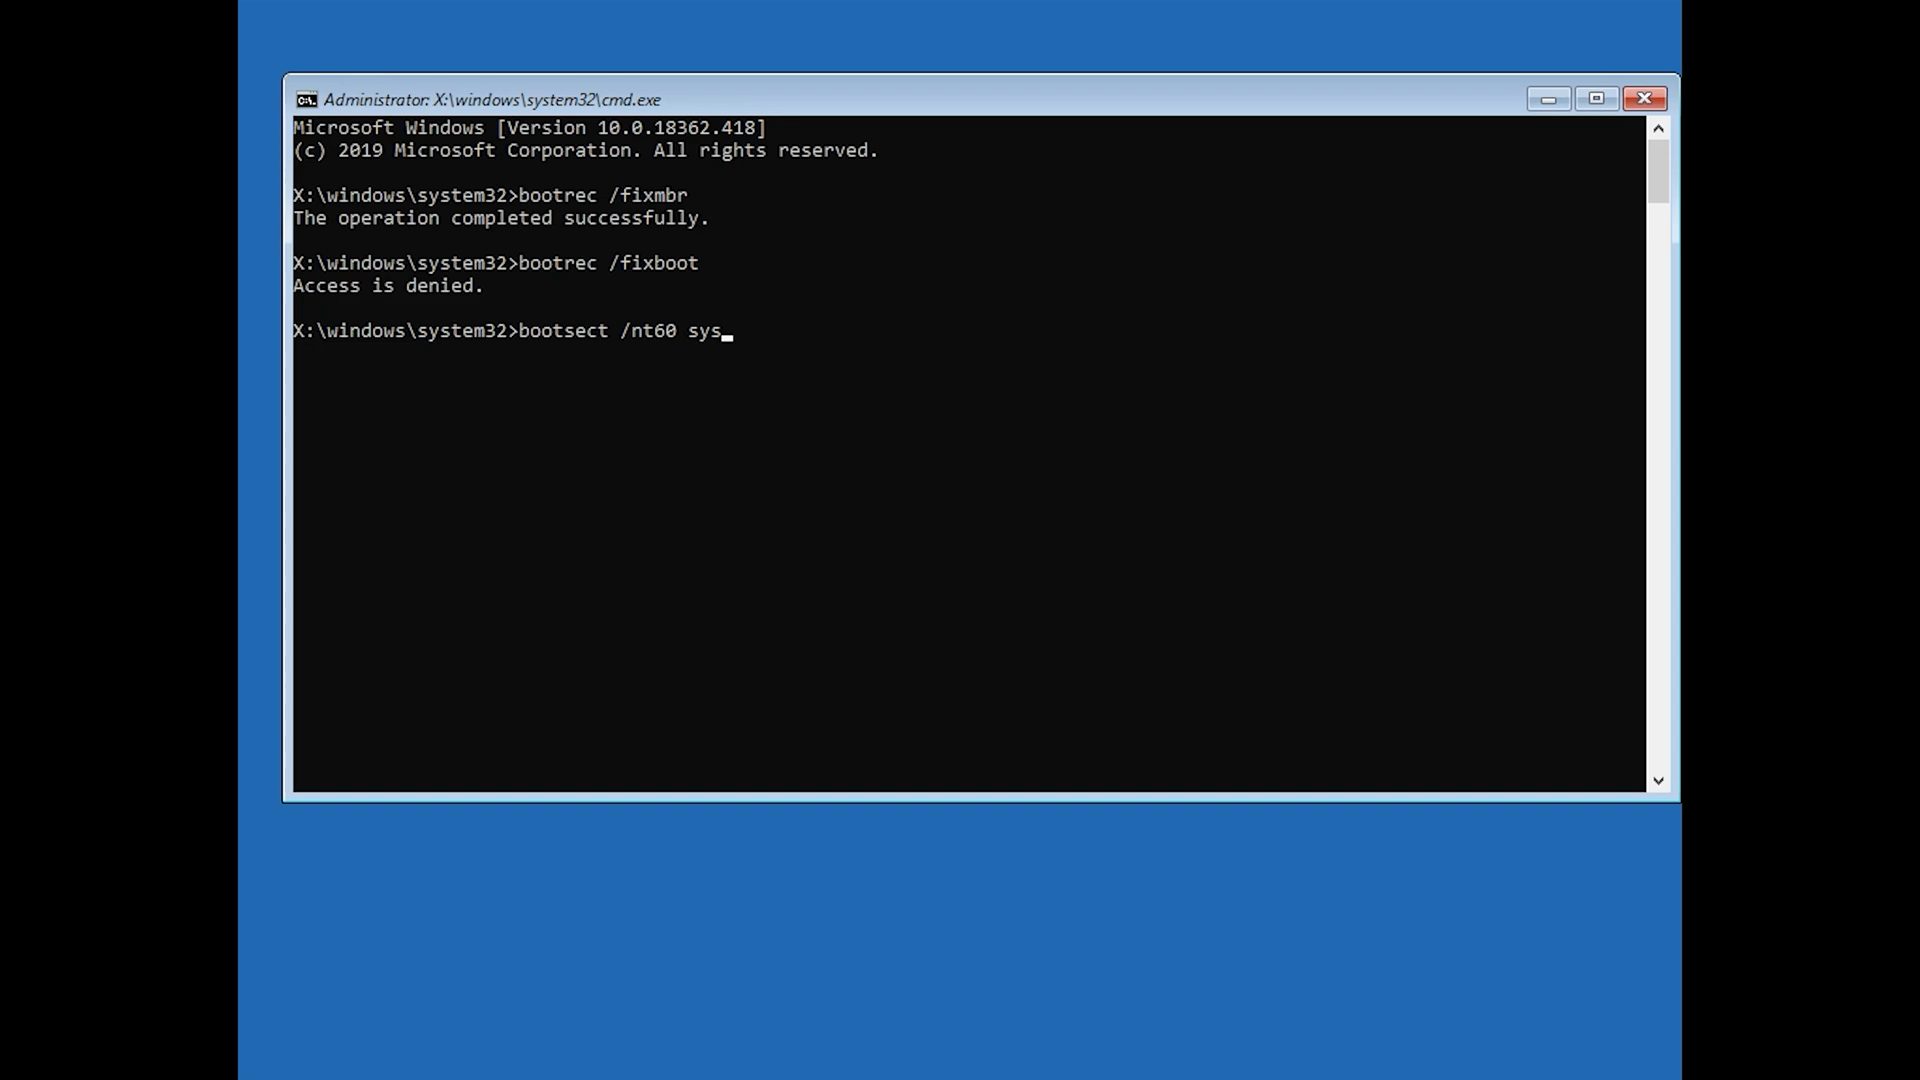 Administrator: X:\windows\system32\cmd.exe
Microsoft Windows [Version 10.0.18362.418]
(c) 2019 Microsoft Corporation. All rights reserved.
X:\windows\system32>bootrec /fixmbr
The operation completed successfully.
X:\windows\system32>bootrec /fixboot
Access is denied.
X:\windows\system32>bootsect /nt60 sys